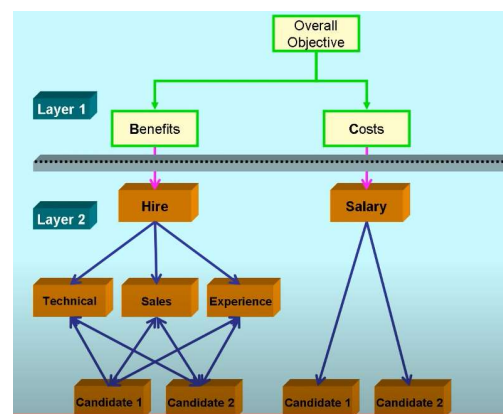 Overall
Objective
Layer 1
Benefits
Costs
Layer 2
Hire
Salary
Technical
Sales
Experience
Candidate 1
Candidate 2
Candidate 1
Candidate 2